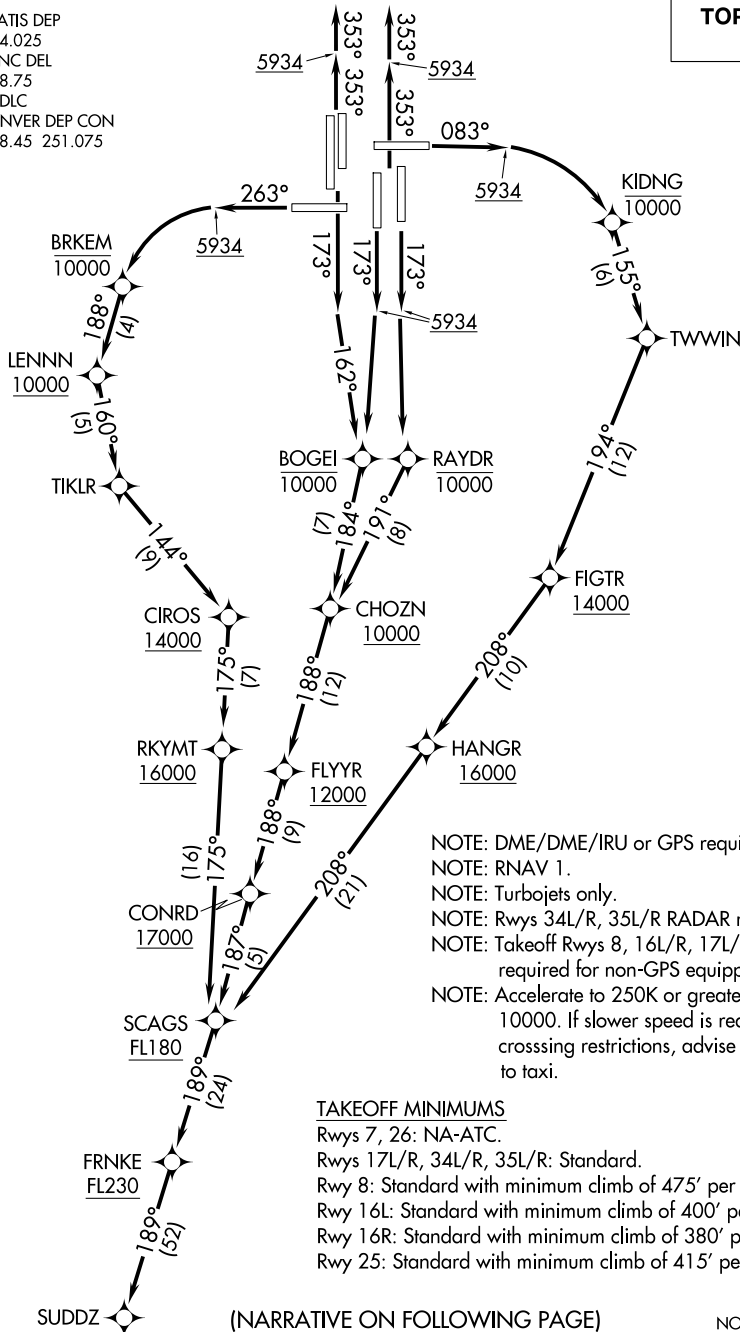 ATIS DEP
4.025
NC DEL
8.75
DLC
NVER DEP CON
8.45 251.075
TOP
353°
353°
5934
5934
353°
353°
083°
5934
KIDNG
10000
263°
5934
BRKEM
10000
173°
173°
173°
155°
(6)
188°
(4)
5934
TWWIN
LENNN
10000
162°
160°
(5)
194°
(12)
BOGEI
10000
RAYDR
10000
TIKLR
184°
(7)
191°
(8)
144°
(9)
FIGTR
14000
CIROS
14000
CHOZN
10000
175°
(7)
188°
(12)
208°
(10)
RKYMT
16000
HANGR
16000
FLYYR
12000
188°
(9)
175°
(16)
208°
(21)
CONRD
17000
187°
(5)
SCAGS
FL180
189°
(24)
FRNKE
FL230
189°
(52)
SUDDZ
NOTE: DME/DME/IRU or GPS requi
NOTE: RNAV 1.
NOTE: Turbojets only.
NOTE: Rwys 34L/R, 35L/R RADAR r
NOTE: Takeoff Rwys 8, 16L/R, 17L/
required for non-GPS equipp
NOTE: Accelerate to 250K or greate
10000. If slower speed is rec
crosssing restrictions, advise
to taxi.
TAKEOFF MINIMUMS
Rwys 7, 26: NA-ATC.
Rwys 17L/R, 34L/R, 35L/R: Standard.
Rwy 8: Standard with minimum climb of 475' per
Rwy 16L: Standard with minimum climb of 400' pe
Rwy 16R: Standard with minimum climb of 380' p
Rwy 25: Standard with minimum climb of 415' pe
(NARRATIVE ON FOLLOWING PAGE)
NO